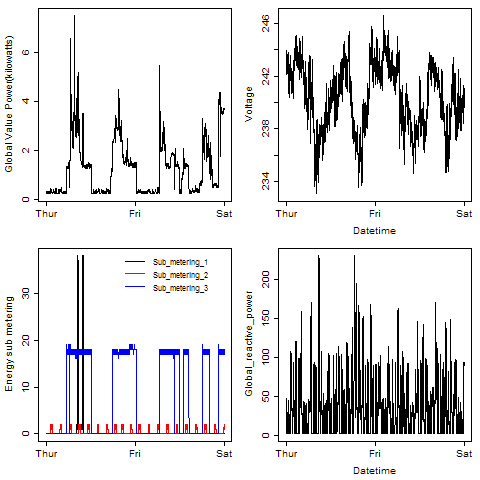 Global Value Power(kilowatts)
0
2
4
6
Thur
Fri
Sat
Voltage
234
238
242
246
Thur
Fri
Sat
Datetime
Energy sub metering
0
10
20
30
Sub_metering_1
Sub_metering_2
Sub_metering_3
Thur
Fri
Sat
Global_reactive_power
0
50
100
150
200
Thur
Fri
Sat
Datetime